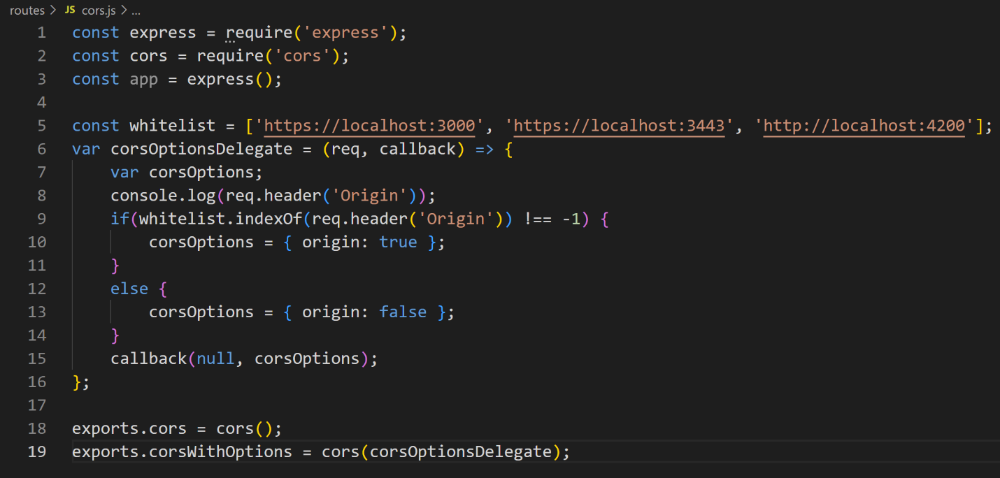 routes > JS cors.js > ...
1 const express = require('express');
2 const cors = require('cors');
3 const app = express();
4
5 const whitelist = ['https://localhost:3000', 'https://localhost:3443', 'http://localhost:4200'];
6 var corsOptionsDelegate = (req, callback) => {
7     var corsOptions;
8     console.log(req.header('Origin'));
9     if(whitelist.indexOf(req.header('Origin')) !== -1) {
10         corsOptions = { origin: true };
11     }
12     else {
13         corsOptions = { origin: false };
14     }
15     callback(null, corsOptions);
16 };
17
18 exports.cors = cors();
19 exports.corsWithOptions = cors(corsOptionsDelegate);